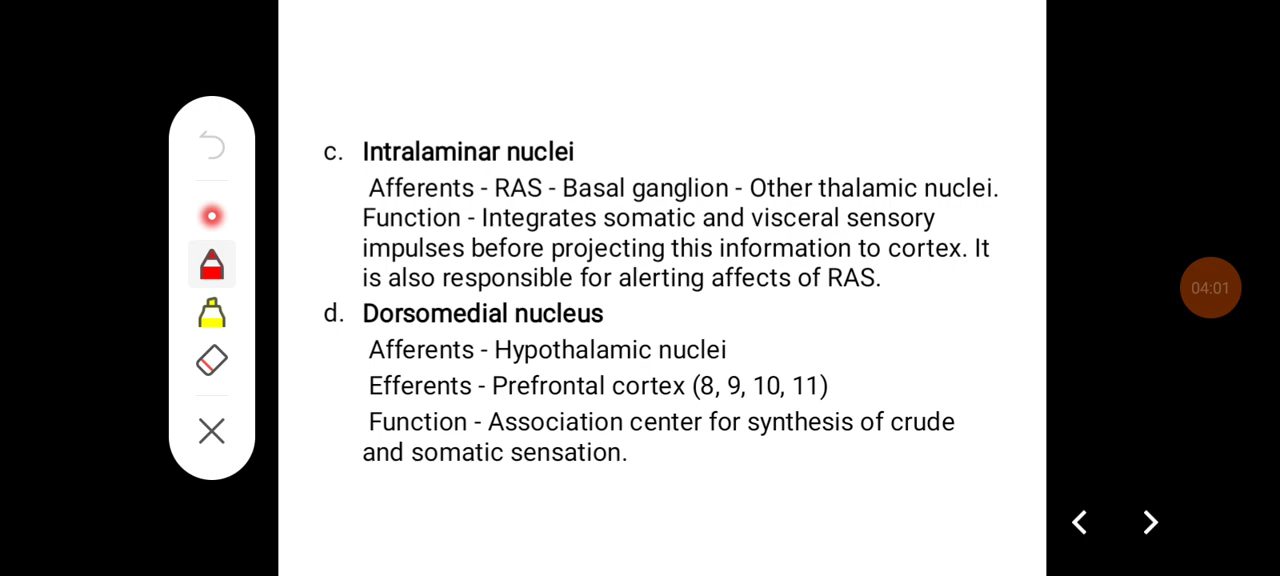 c. Intralaminar nuclei
Afferents - RAS - Basal ganglion - Other thalamic nuclei.
Function - Integrates somatic and visceral sensory
impulses before projecting this information to cortex. It
is also responsible for alerting affects of RAS.
d. Dorsomedial nucleus
Afferents - Hypothalamic nuclei
Efferents - Prefrontal cortex (8, 9, 10, 11)
Function - Association center for synthesis of crude
and somatic sensation.
04:01